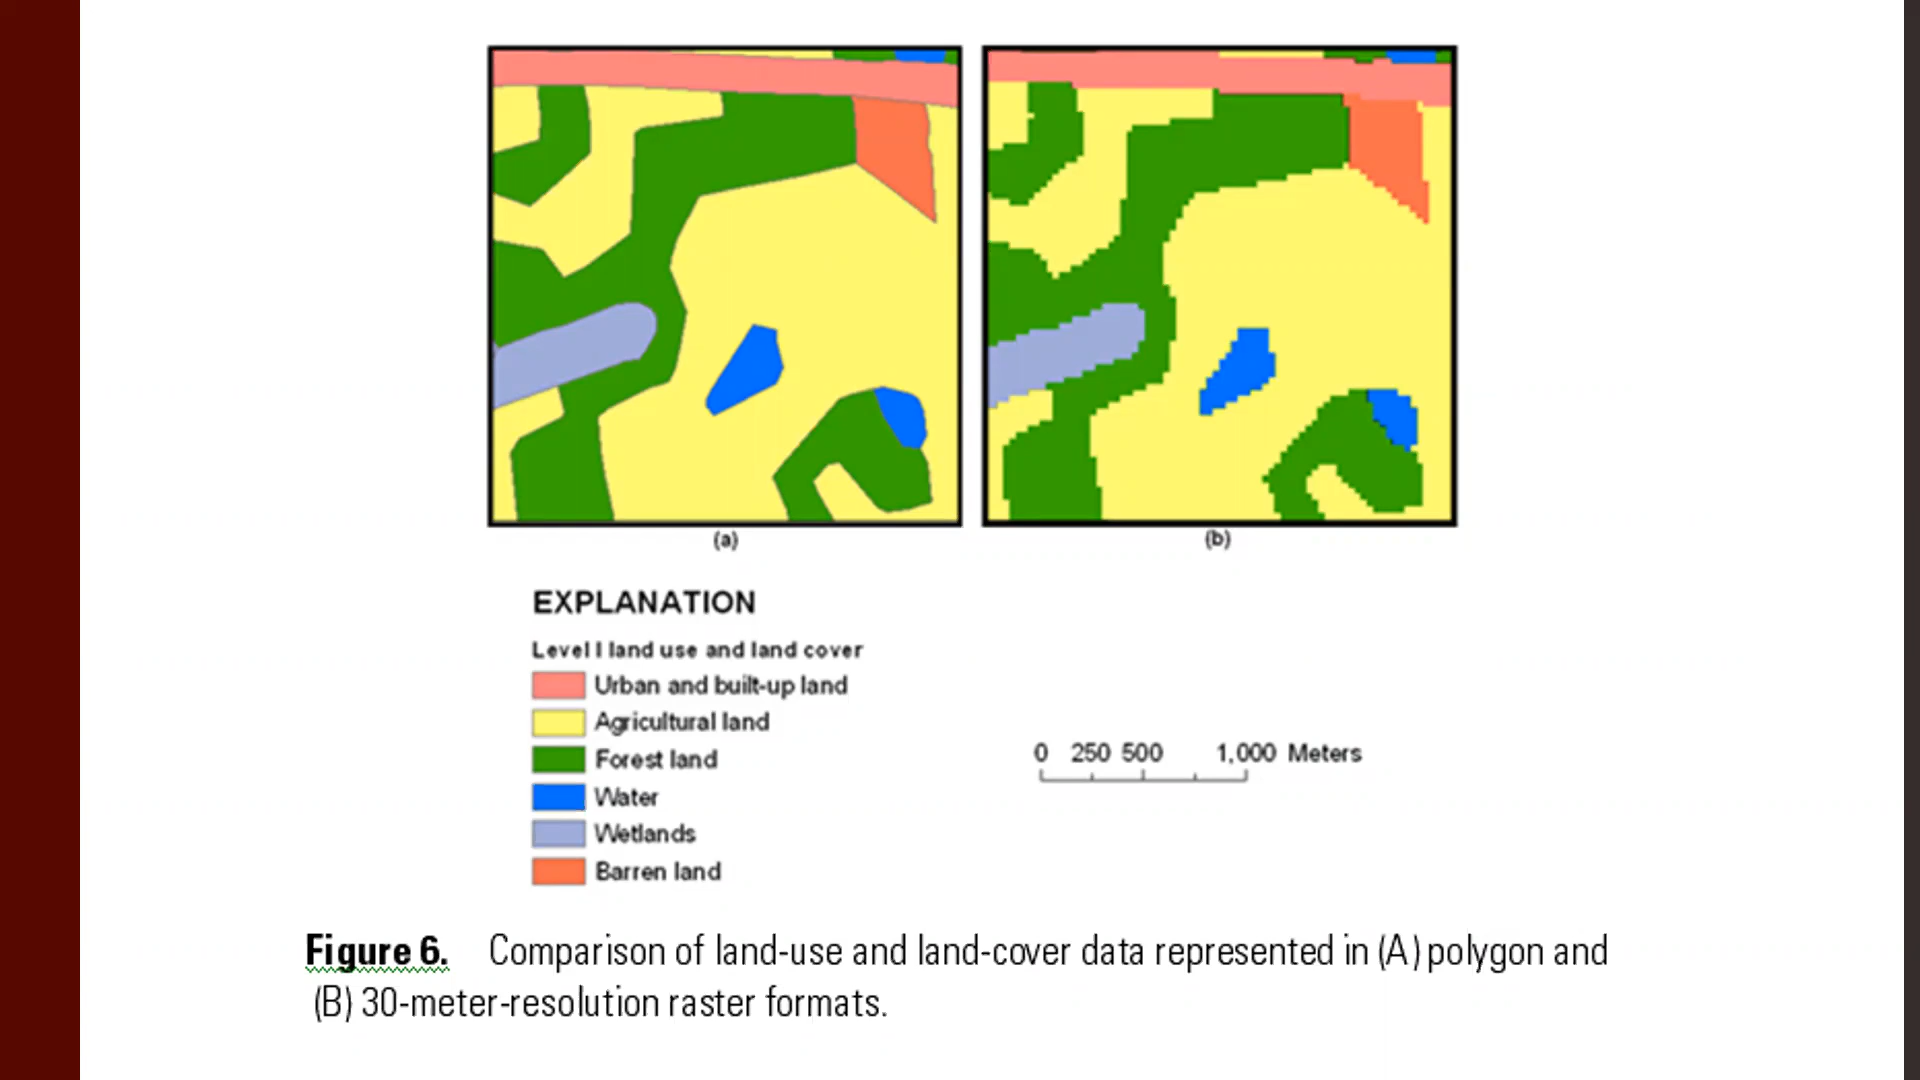 (a)
(b)
EXPLANATION
Level I land use and land cover
Urban and built-up land
Agricultural land
Forest land
Water
Wetlands
Barren land
0 250 500 1,000 Meters
Figure 6. Comparison of land-use and land-cover data represented in (A) polygon and
(B) 30-meter-resolution raster formats.